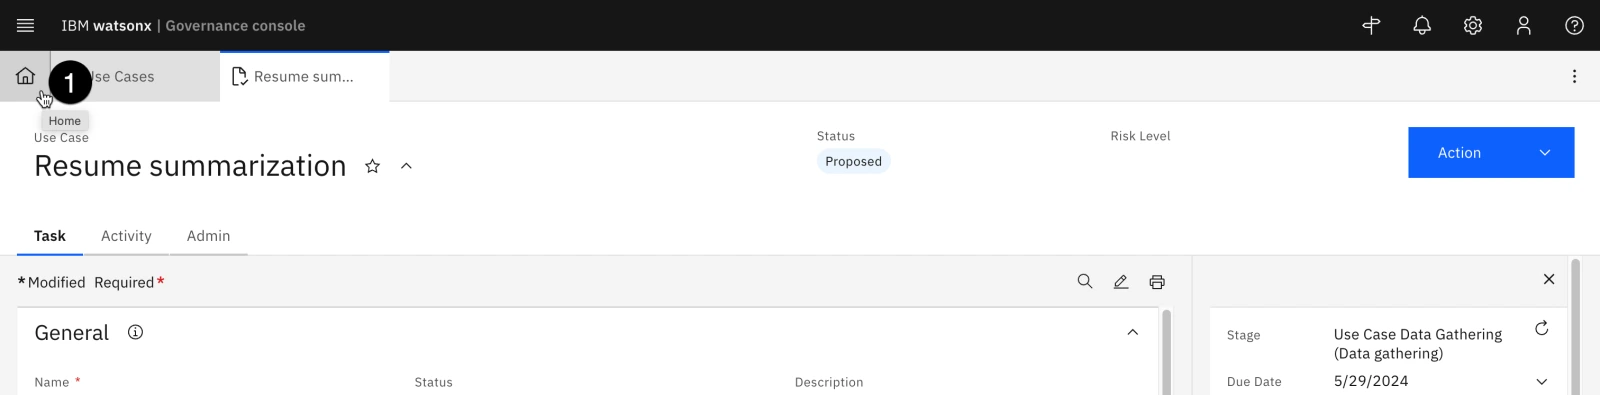 IBM watsonx | Governance console
1 Use Cases Resume sum...
Home
Use Case Status Risk Level
Resume summarization Proposed Action
Task Activity Admin
*Modified Required*
General
Stage Use Case Data Gathering
(Data gathering)
Name * Status Description Due Date 5/29/2024